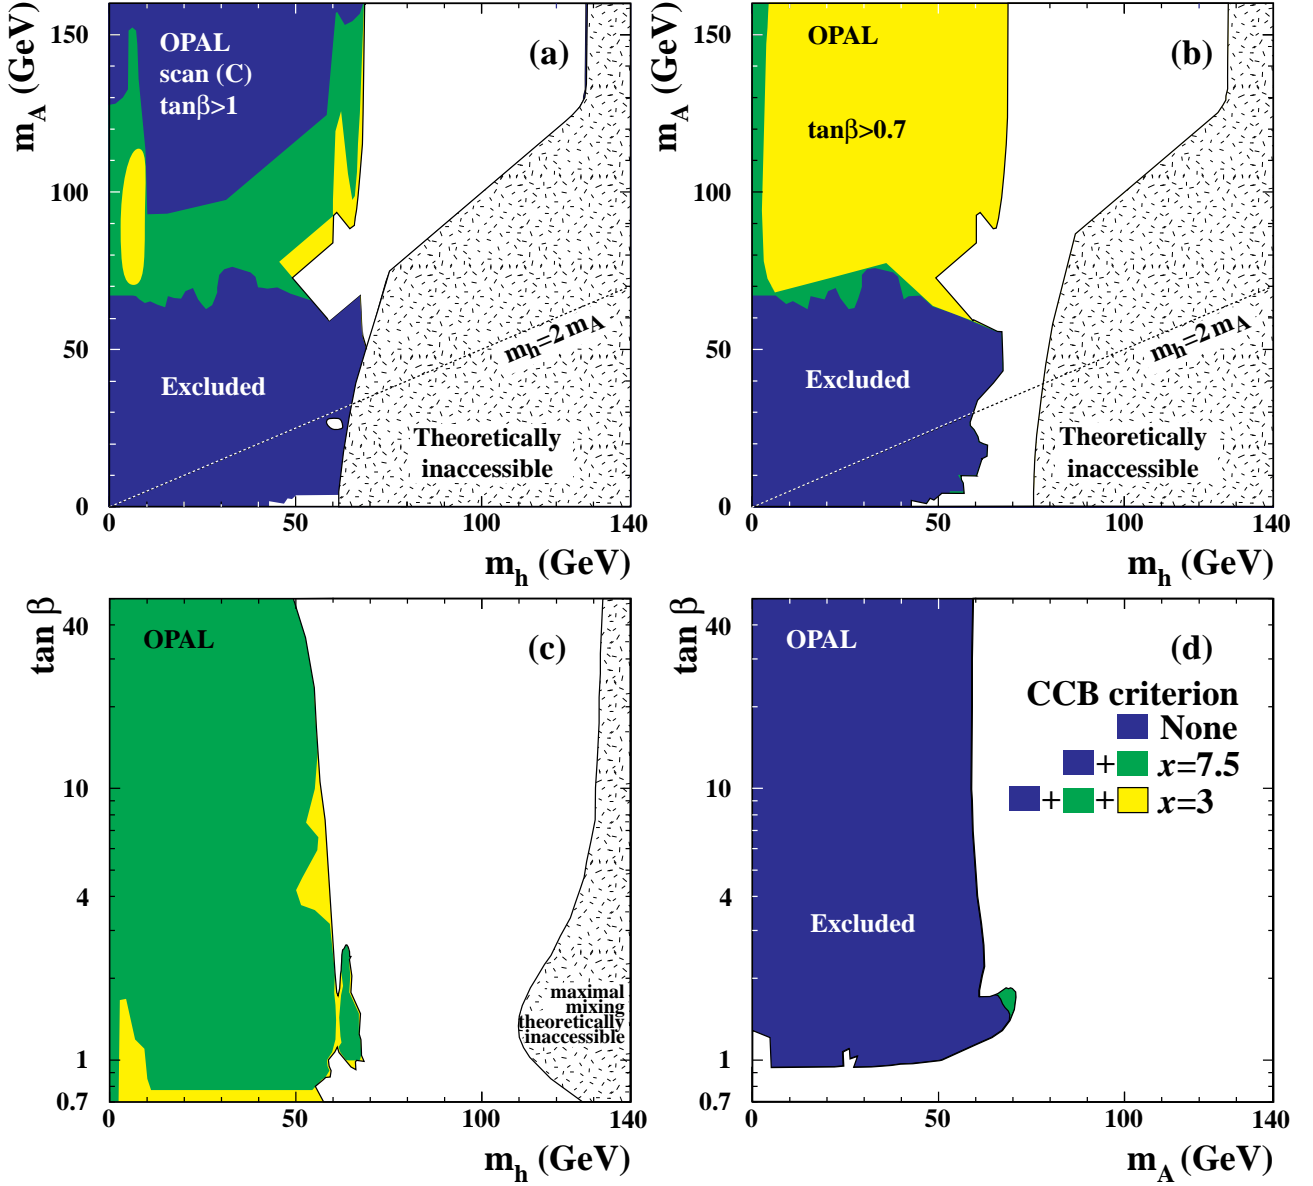 m_A (GeV)
150
100
50
0
OPAL
scan (C)
tanβ>1
(a)
Excluded
m_h=2 m_A
Theoretically
inaccessible
0 50 100 140
m_h (GeV)
m_A (GeV)
150
100
50
0
OPAL
(b)
tanβ>0.7
Excluded
m_h=2 m_A
Theoretically
inaccessible
0 50 100 140
m_h (GeV)
tan β
40
10
4
1
0.7
OPAL
(c)
maximal
mixing
theoretically
inaccessible
0 50 100 140
m_h (GeV)
tan β
40
10
4
1
0.7
OPAL
(d)
CCB criterion
None
+ x=7.5
+ + x=3
Excluded
0 50 100 140
m_A (GeV)